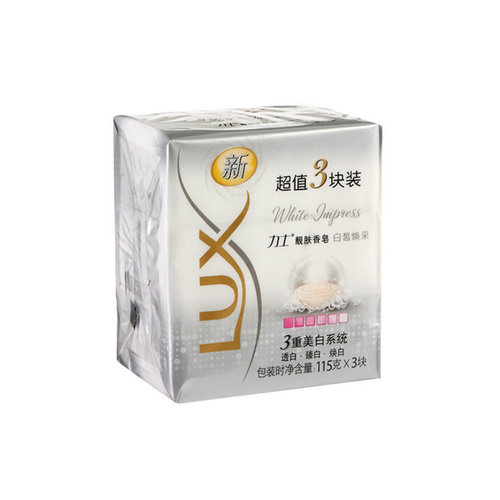 LUX
新
超值3块装
White Impress
力士®靓肤香皂 白皙焕采
3重美白系统
透白·臻白·焕白
包装时净含量:115克×3块